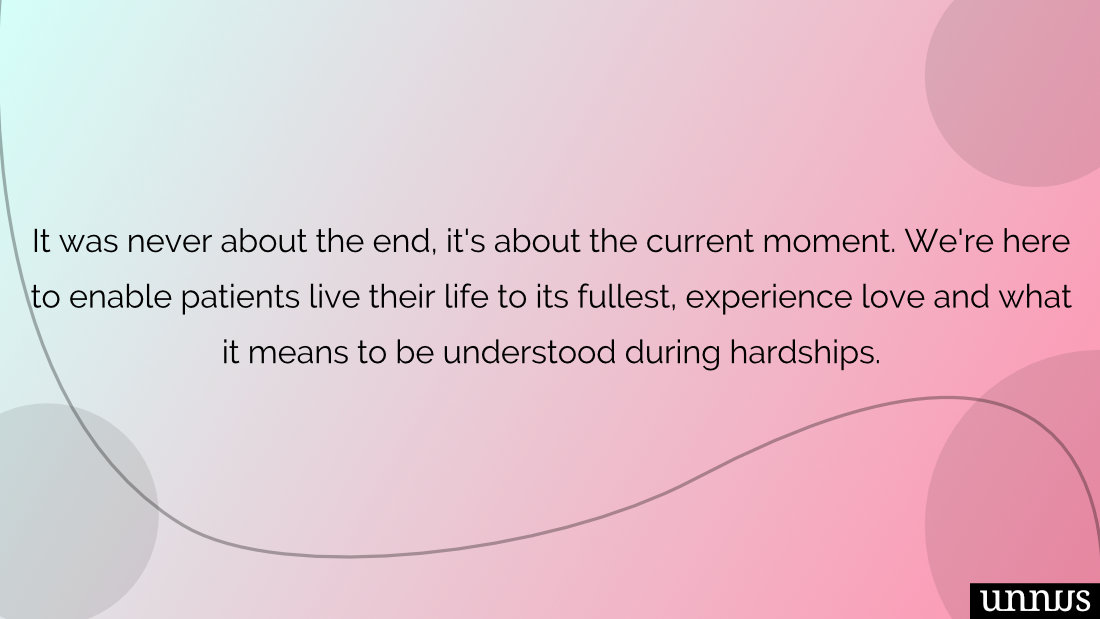 It was never about the end, it's about the current moment. We're here
to enable patients live their life to its fullest, experience love and what
it means to be understood during hardships.
unnus